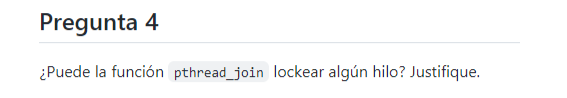 Pregunta 4
¿Puede la función pthread_join lockear algún hilo? Justifique.